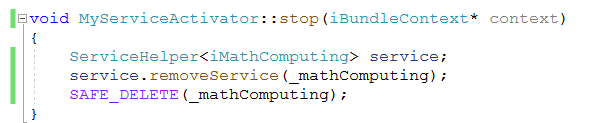 void MyServiceActivator::stop(iBundleContext* context)
{
    ServiceHelper<iMathComputing> service;
    service.removeService(_mathComputing);
    SAFE_DELETE(_mathComputing);
}